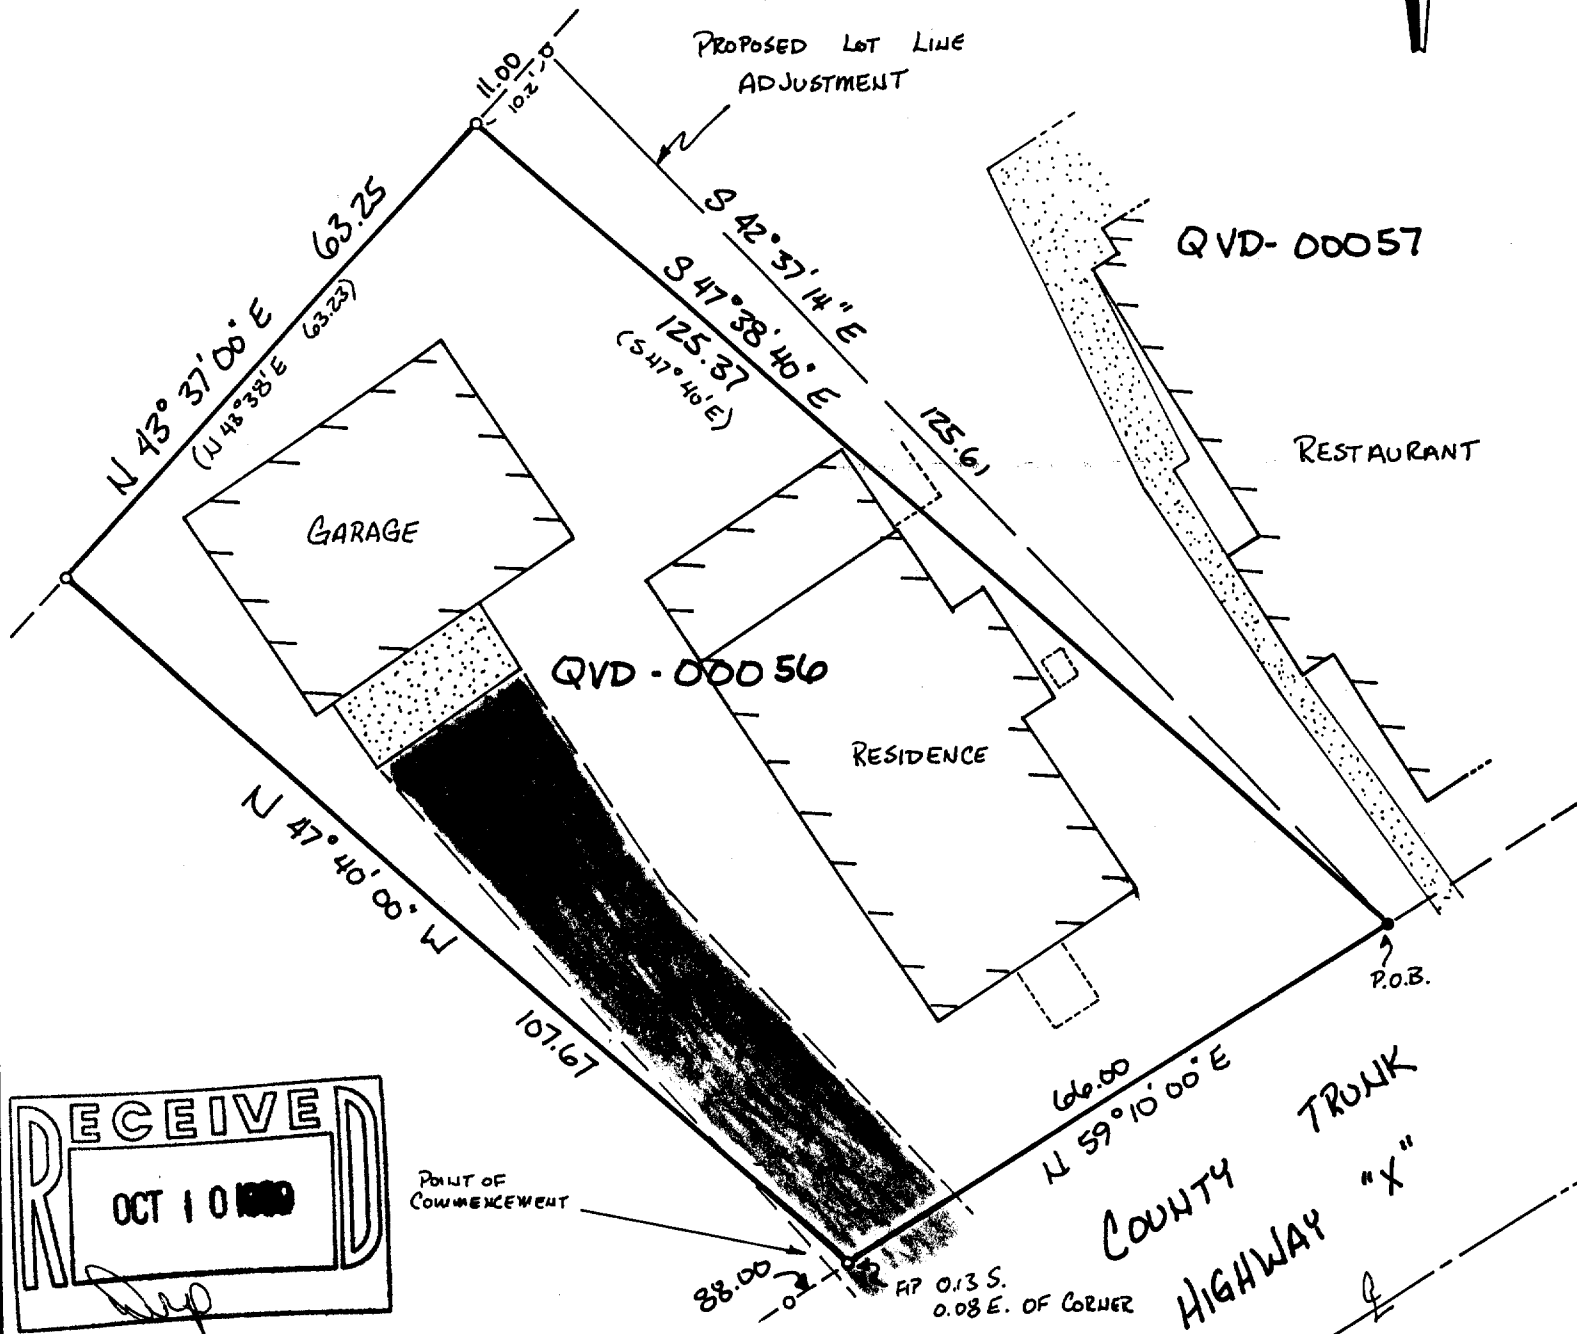 PROPOSED LOT LINE
ADJUSTMENT
11.00
10.2'
63.25
N 43° 37' 00" E
(N 43° 38' E 63.23)
S 42° 37' 14" E
125.61
S 47° 38' 40" E
125.37
(S 47° 40' E)
QVD- 00057
RESTAURANT
GARAGE
QVD - 00056
RESIDENCE
N 47° 40' 00" W
107.67
P.O.B.
66.00
N 59° 10' 00" E
COUNTY TRUNK
HIGHWAY "X"
℄
POINT OF
COMMENCEMENT
88.00
FIP 0.13 S.
0.08 E. OF CORNER
RECEIVED
OCT 10